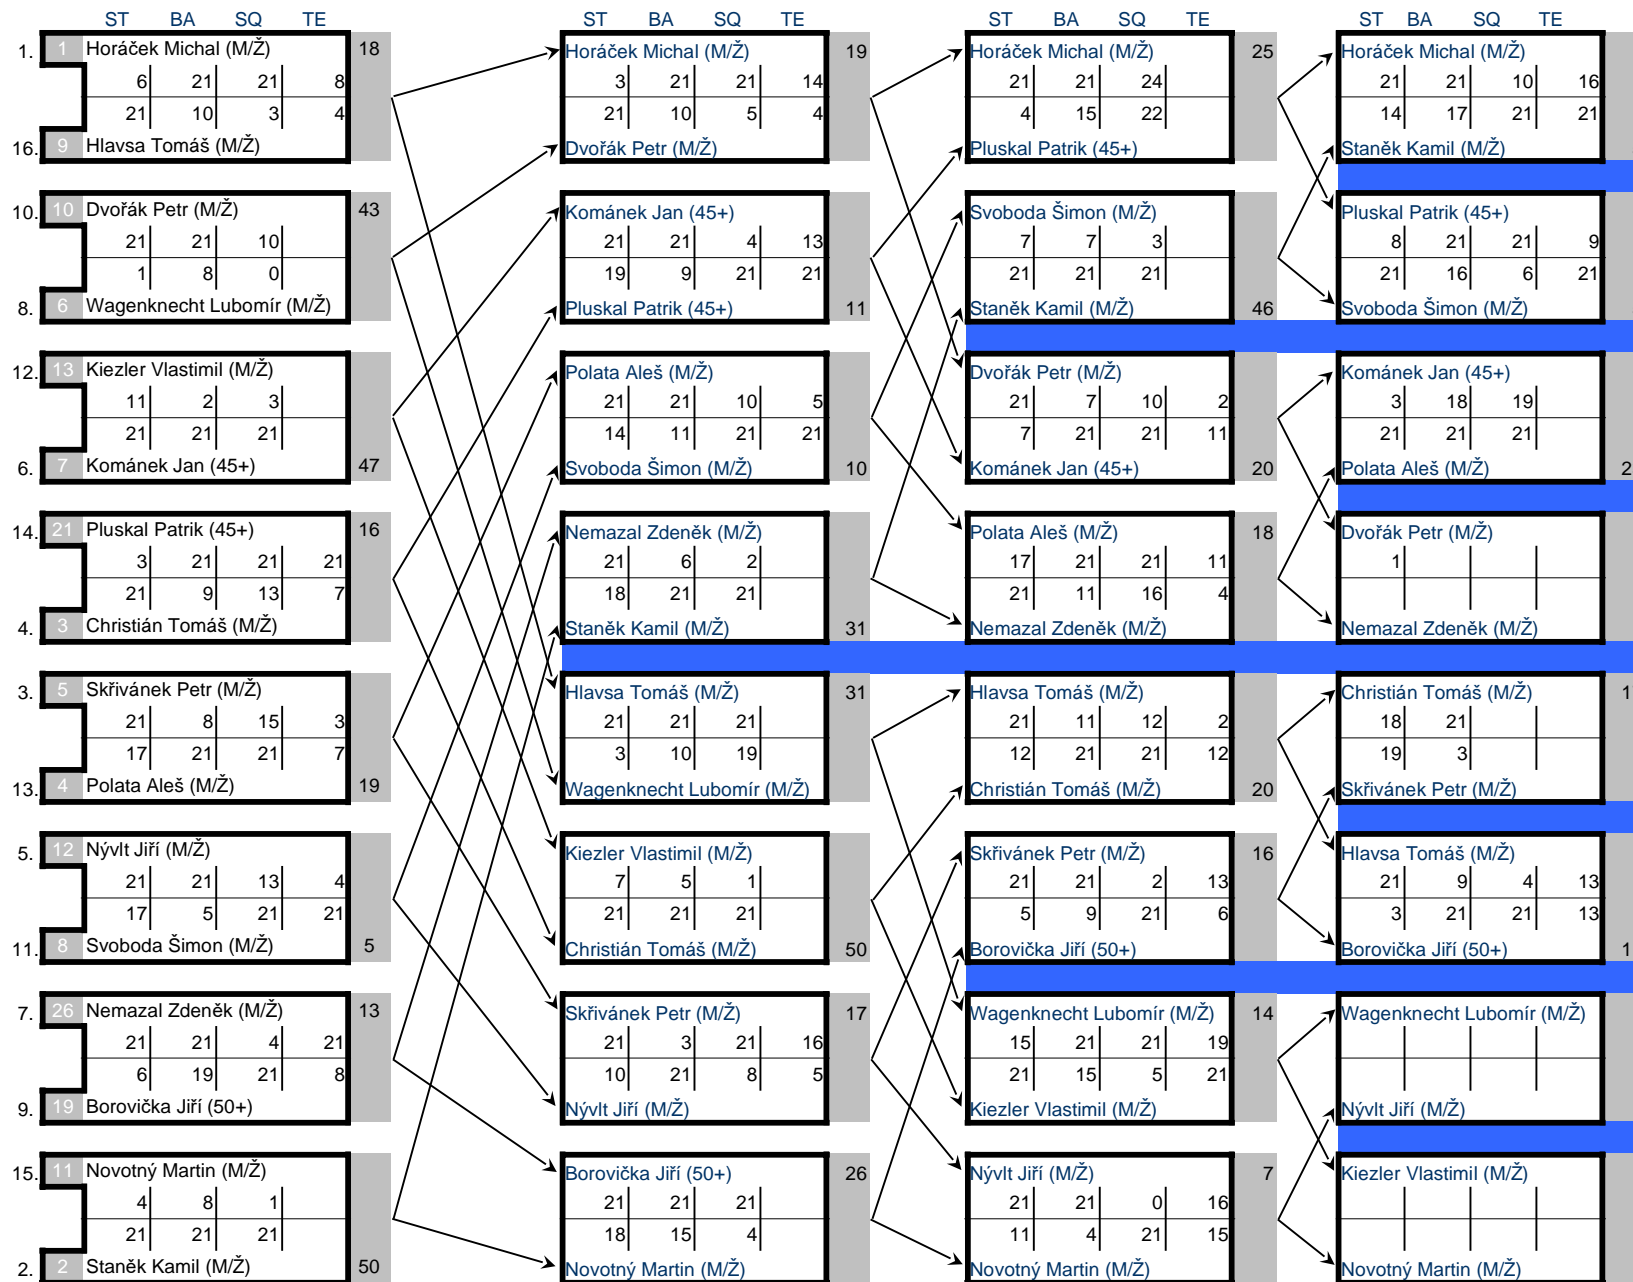 ST BA SQ TE
1. 1 Horáček Michal (M/Ž) 18
6 21 21 8
21 10 3 4
16. 9 Hlavsa Tomáš (M/Ž)
10. 10 Dvořák Petr (M/Ž) 43
21 21 10
1 8 0
8. 6 Wagenknecht Lubomír (M/Ž)
12. 13 Kiezler Vlastimil (M/Ž)
11 2 3
21 21 21
6. 7 Kománek Jan (45+) 47
14. 21 Pluskal Patrik (45+) 16
3 21 21 21
21 9 13 7
4. 3 Christián Tomáš (M/Ž)
3. 5 Skřivánek Petr (M/Ž)
21 8 15 3
17 21 21 7
13. 4 Polata Aleš (M/Ž) 19
5. 12 Nývlt Jiří (M/Ž)
21 21 13 4
17 5 21 21
11. 8 Svoboda Šimon (M/Ž) 5
7. 26 Nemazal Zdeněk (M/Ž) 13
21 21 4 21
6 19 21 8
9. 19 Borovička Jiří (50+)
15. 11 Novotný Martin (M/Ž)
4 8 1
21 21 21
2. 2 Staněk Kamil (M/Ž) 50
ST BA SQ TE
Horáček Michal (M/Ž) 19
3 21 21 14
21 10 5 4
Dvořák Petr (M/Ž)
Kománek Jan (45+)
21 21 4 13
19 9 21 21
Pluskal Patrik (45+) 11
Polata Aleš (M/Ž)
21 21 10 5
14 11 21 21
Svoboda Šimon (M/Ž) 10
Nemazal Zdeněk (M/Ž)
21 6 2
18 21 21
Staněk Kamil (M/Ž) 31
Hlavsa Tomáš (M/Ž) 31
21 21 21
3 10 19
Wagenknecht Lubomír (M/Ž)
Kiezler Vlastimil (M/Ž)
7 5 1
21 21 21
Christián Tomáš (M/Ž) 50
Skřivánek Petr (M/Ž) 17
21 3 21 16
10 21 8 5
Nývlt Jiří (M/Ž)
Borovička Jiří (50+) 26
21 21 21
18 15 4
Novotný Martin (M/Ž)
ST BA SQ TE
Horáček Michal (M/Ž) 25
21 21 24
4 15 22
Pluskal Patrik (45+)
Svoboda Šimon (M/Ž)
7 7 3
21 21 21
Staněk Kamil (M/Ž) 46
Dvořák Petr (M/Ž)
21 7 10 2
7 21 21 11
Kománek Jan (45+) 20
Polata Aleš (M/Ž) 18
17 21 21 11
21 11 16 4
Nemazal Zdeněk (M/Ž)
Hlavsa Tomáš (M/Ž)
21 11 12 2
12 21 21 12
Christián Tomáš (M/Ž) 20
Skřivánek Petr (M/Ž) 16
21 21 2 13
5 9 21 6
Borovička Jiří (50+)
Wagenknecht Lubomír (M/Ž) 14
15 21 21 19
21 15 5 21
Kiezler Vlastimil (M/Ž)
Nývlt Jiří (M/Ž) 7
21 21 0 16
11 4 21 15
Novotný Martin (M/Ž)
ST BA SQ TE
Horáček Michal (M/Ž)
21 21 10 16
14 17 21 21
Staněk Kamil (M/Ž)
Pluskal Patrik (45+)
8 21 21 9
21 16 6 21
Svoboda Šimon (M/Ž)
Kománek Jan (45+)
3 18 19
21 21 21
Polata Aleš (M/Ž) 2
Dvořák Petr (M/Ž)
1
Nemazal Zdeněk (M/Ž)
Christián Tomáš (M/Ž) 1
18 21
19 3
Skřivánek Petr (M/Ž)
Hlavsa Tomáš (M/Ž)
21 9 4 13
3 21 21 13
Borovička Jiří (50+) 1
Wagenknecht Lubomír (M/Ž)
Nývlt Jiří (M/Ž)
Kiezler Vlastimil (M/Ž)
Novotný Martin (M/Ž)